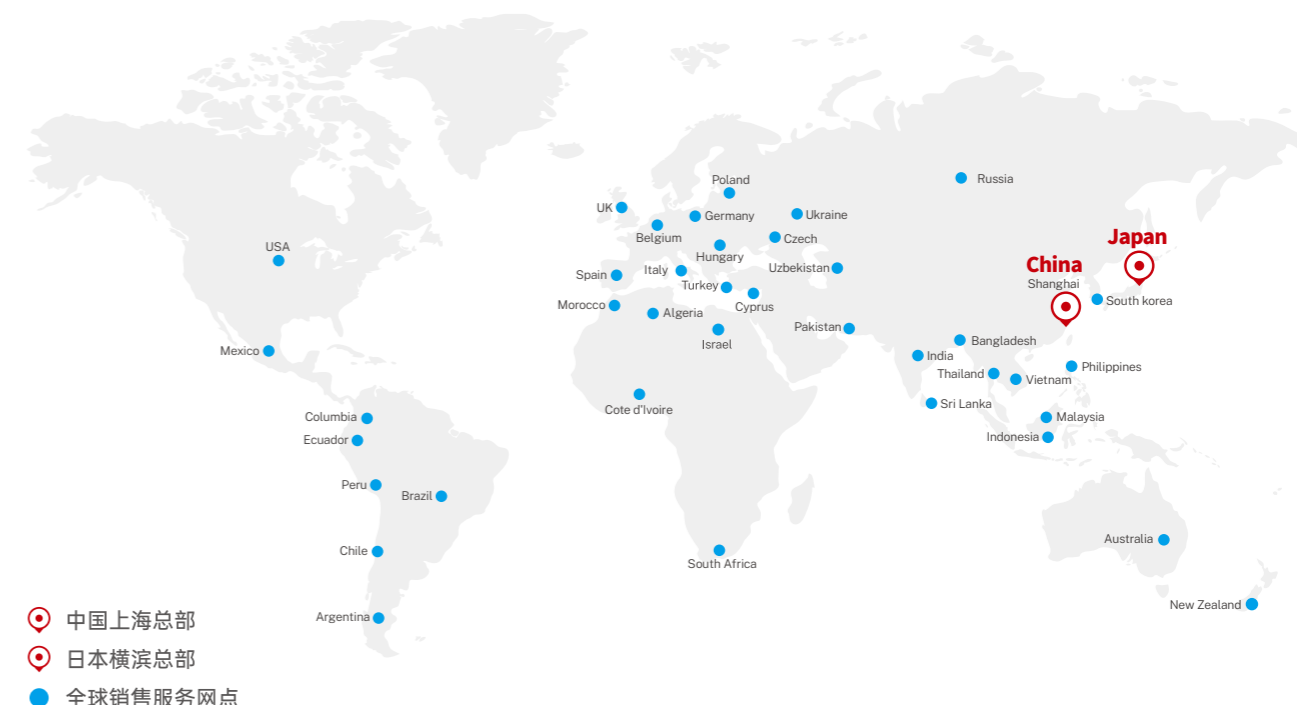 Russia
Poland
UK
Germany
Ukraine
Belgium
Czech
Japan
USA
Hungary
China
Spain
Italy
Uzbekistan
Shanghai
Turkey
South korea
Morocco
Algeria
Cyprus
Pakistan
Israel
Bangladesh
Mexico
India
Philippines
Thailand
Vietnam
Sri Lanka
Cote d'Ivoire
Columbia
Malaysia
Ecuador
Indonesia
Peru
Brazil
Australia
Chile
South Africa
New Zealand
Argentina
中国上海总部
日本横滨总部
全球销售服务网点